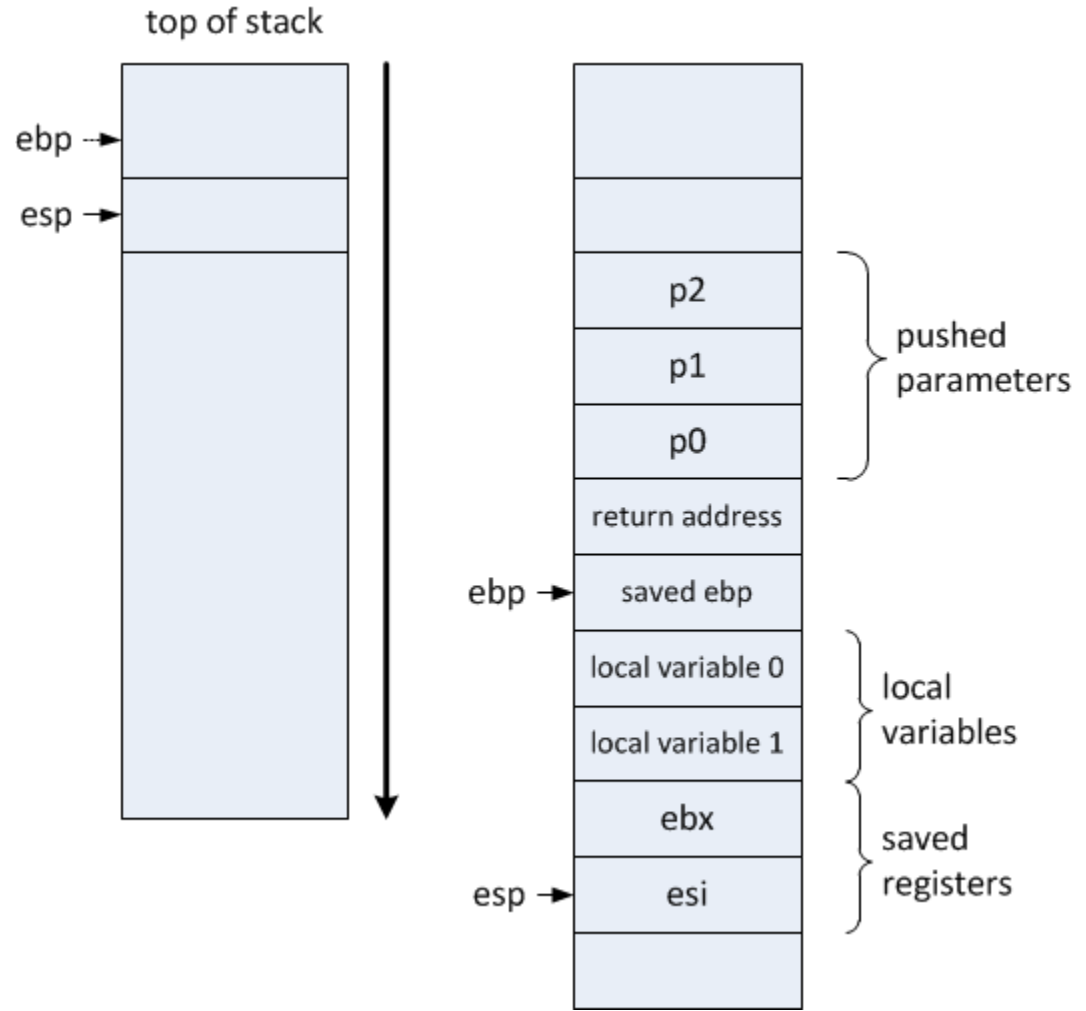 top of stack
ebp
esp
p2
p1
p0
pushed
parameters
return address
ebp
saved ebp
local variable 0
local variable 1
local
variables
ebx
esp
esi
saved
registers